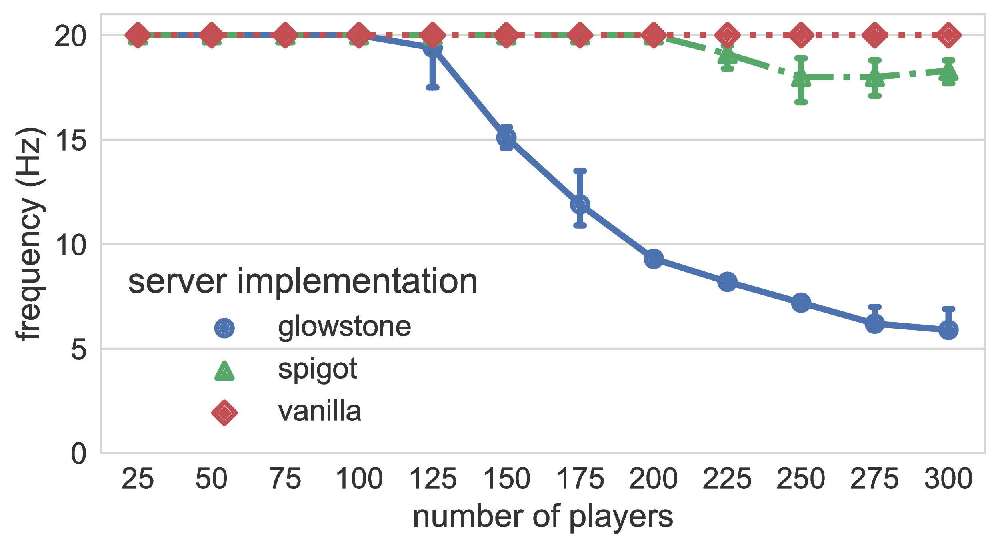 frequency (Hz)
20
15
10
5
0
server implementation
glowstone
spigot
vanilla
25 50 75 100 125 150 175 200 225 250 275 300
number of players